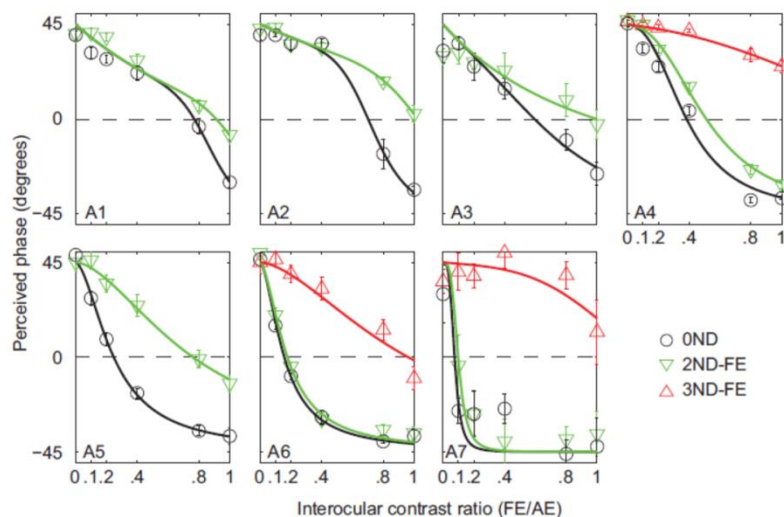 45
0
−45
A1
A2
A3
A4
0 .1.2 .4 .8 1
Perceived phase (degrees)
45
0
−45
A5
A6
A7
0 .1.2 .4 .8 1
0 .1.2 .4 .8 1
0 .1.2 .4 .8 1
0ND
2ND-FE
3ND-FE
Interocular contrast ratio (FE/AE)